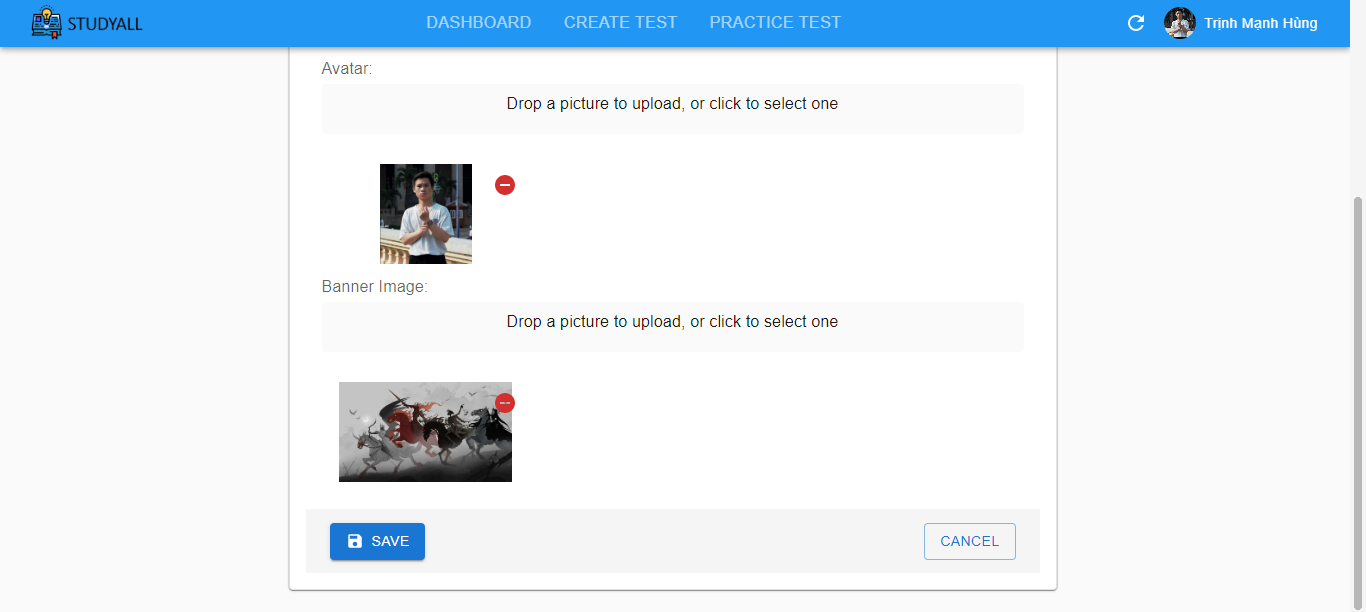 STUDYALL
DASHBOARD
CREATE TEST
PRACTICE TEST
Trịnh Mạnh Hùng
Avatar:
Drop a picture to upload, or click to select one
Banner Image:
Drop a picture to upload, or click to select one
SAVE
CANCEL